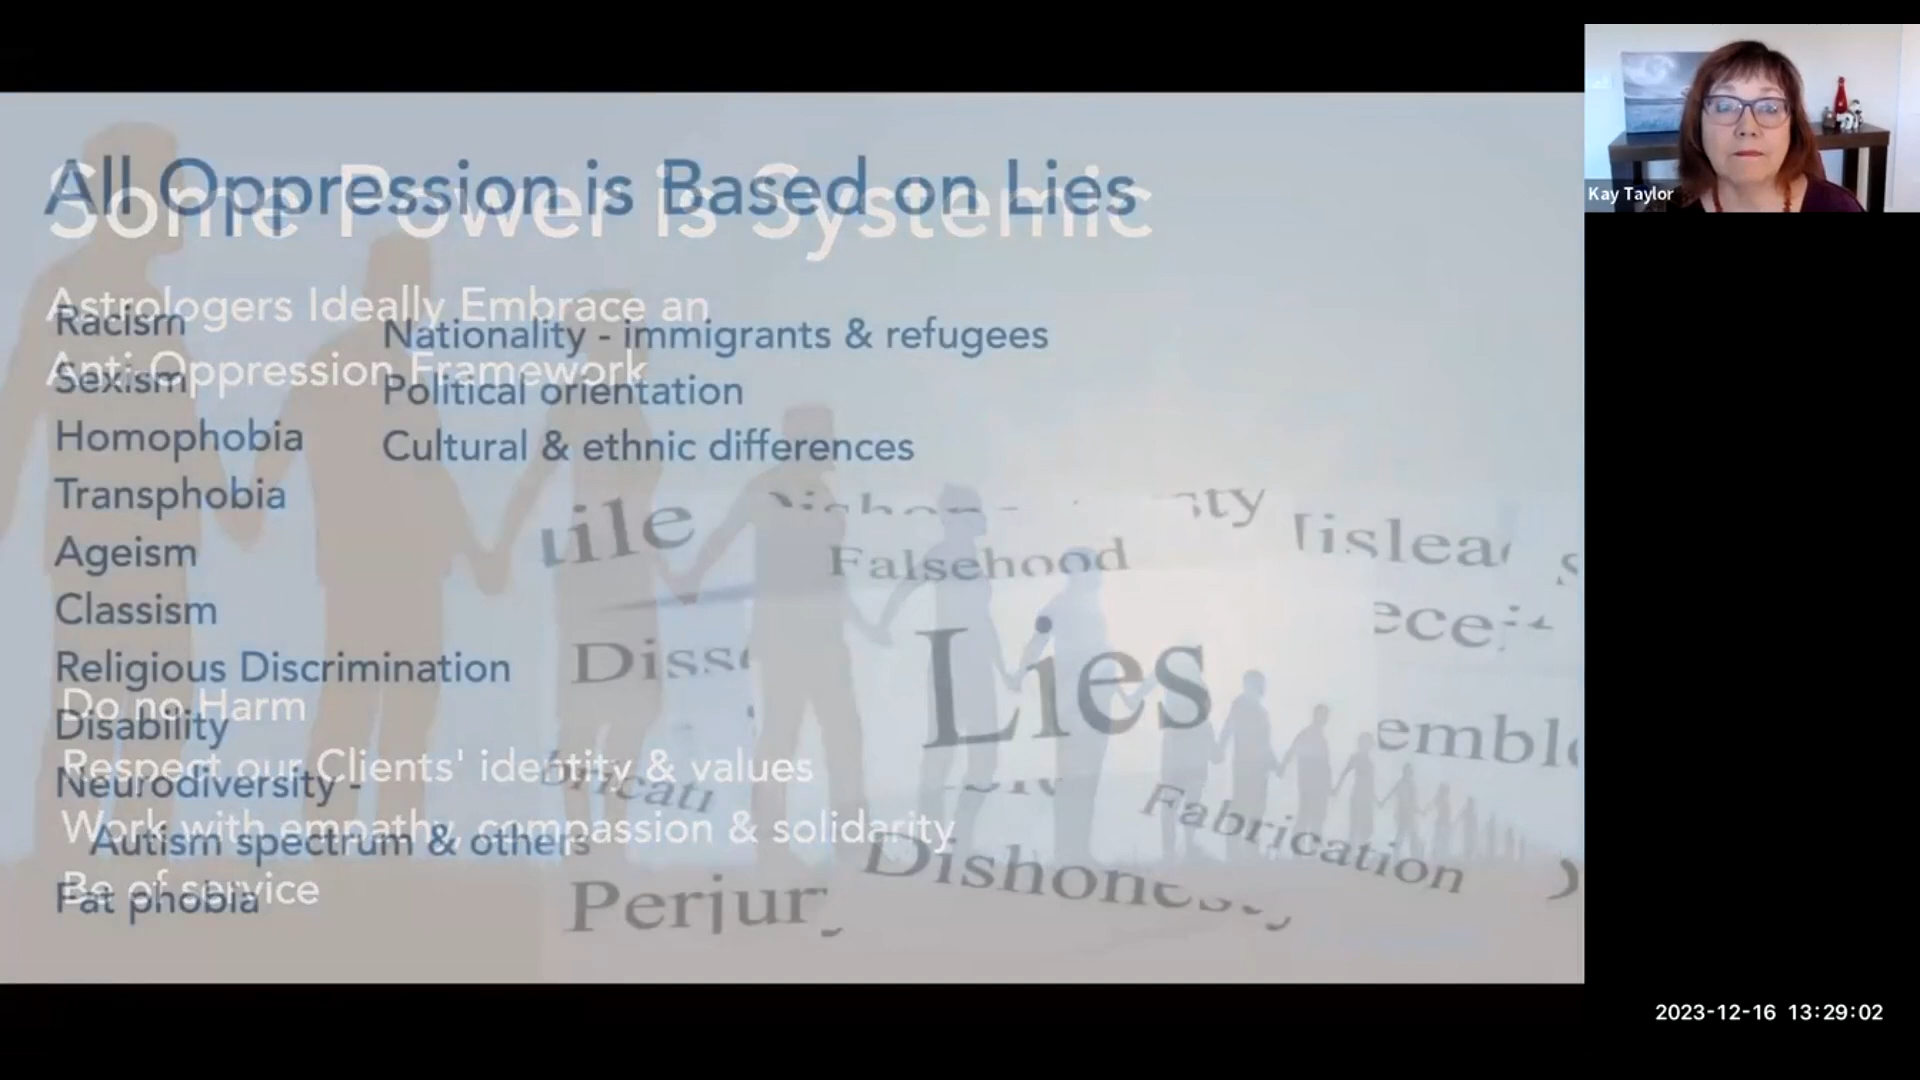 All Oppression is Based on Lies
Some Power is Systemic
Astrologers Ideally Embrace an
Anti-Oppression Framework
Racism
Sexism
Homophobia
Transphobia
Ageism
Classism
Religious Discrimination
Disability
Neurodiversity -
Autism spectrum & others
Fat phobia
Nationality - immigrants & refugees
Political orientation
Cultural & ethnic differences
Do no Harm
Respect our Clients' identity & values
Work with empathy, compassion & solidarity
Be of service
Falsehood
Lies
Fabrication
Kay Taylor
2023-12-16 13:29:02